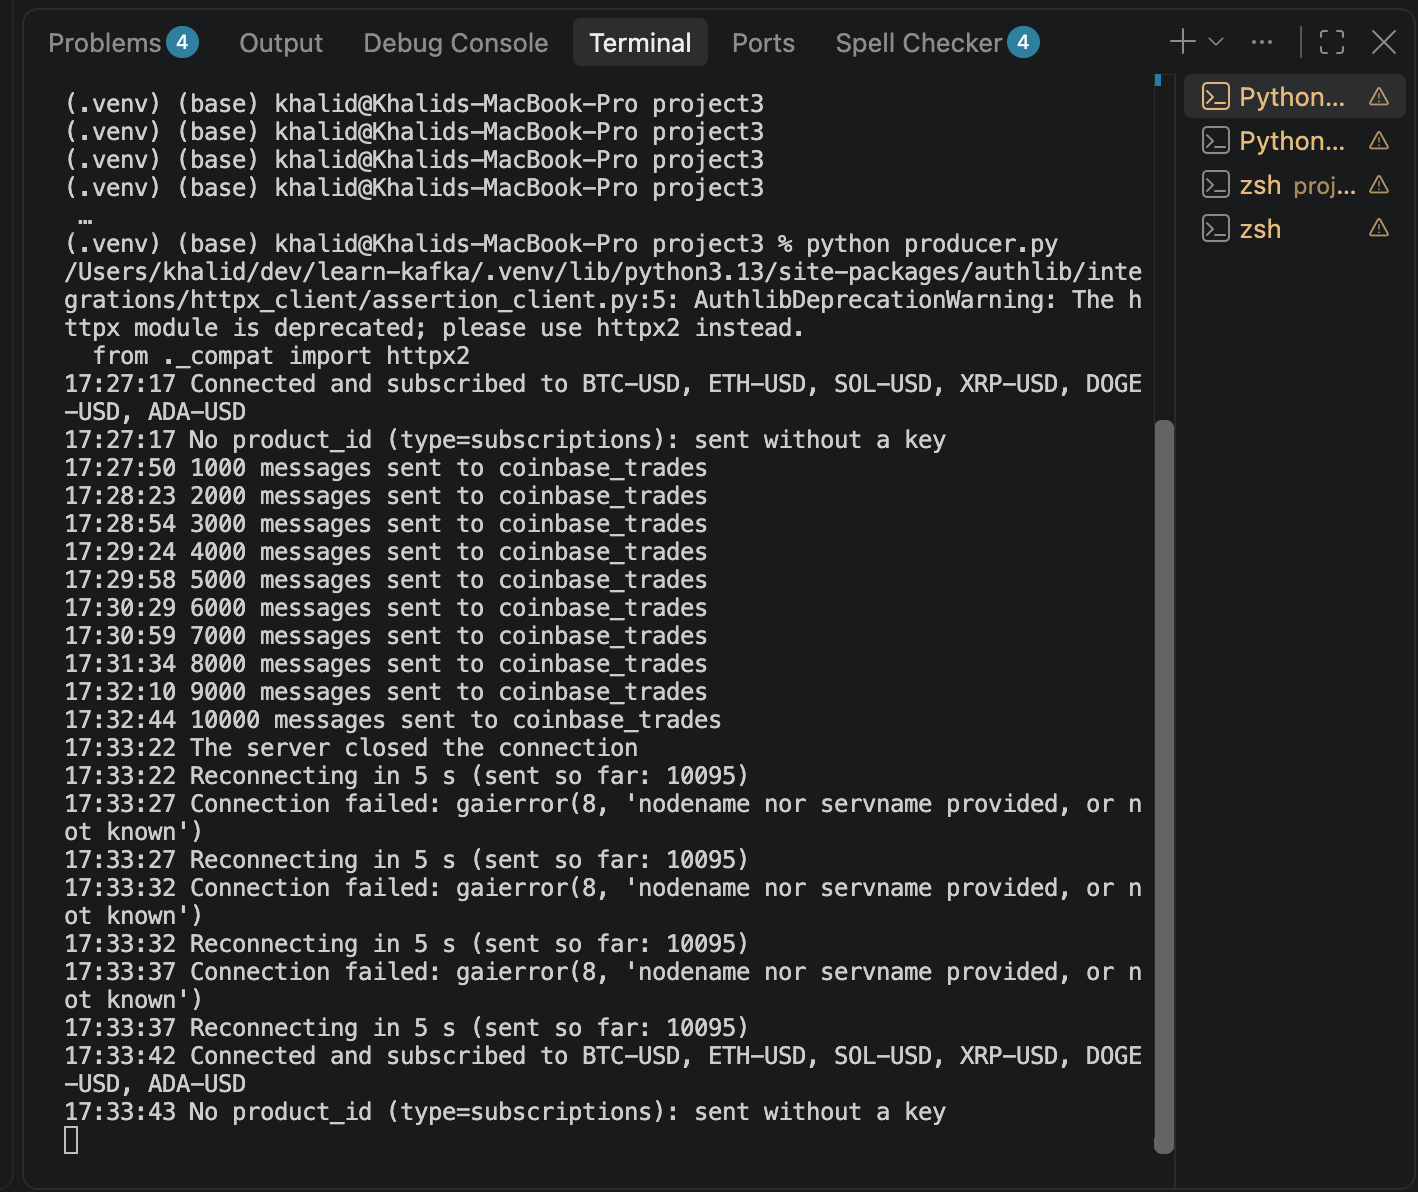 Problems 4 Output Debug Console Terminal Ports Spell Checker 4
(.venv) (base) khalid@Khalids-MacBook-Pro project3
(.venv) (base) khalid@Khalids-MacBook-Pro project3
(.venv) (base) khalid@Khalids-MacBook-Pro project3
(.venv) (base) khalid@Khalids-MacBook-Pro project3
…
(.venv) (base) khalid@Khalids-MacBook-Pro project3 % python producer.py
/Users/khalid/dev/learn-kafka/.venv/lib/python3.13/site-packages/authlib/inte
grations/httpx_client/assertion_client.py:5: AuthlibDeprecationWarning: The h
ttpx module is deprecated; please use httpx2 instead.
  from ._compat import httpx2
17:27:17 Connected and subscribed to BTC-USD, ETH-USD, SOL-USD, XRP-USD, DOGE
-USD, ADA-USD
17:27:17 No product_id (type=subscriptions): sent without a key
17:27:50 1000 messages sent to coinbase_trades
17:28:23 2000 messages sent to coinbase_trades
17:28:54 3000 messages sent to coinbase_trades
17:29:24 4000 messages sent to coinbase_trades
17:29:58 5000 messages sent to coinbase_trades
17:30:29 6000 messages sent to coinbase_trades
17:30:59 7000 messages sent to coinbase_trades
17:31:34 8000 messages sent to coinbase_trades
17:32:10 9000 messages sent to coinbase_trades
17:32:44 10000 messages sent to coinbase_trades
17:33:22 The server closed the connection
17:33:22 Reconnecting in 5 s (sent so far: 10095)
17:33:27 Connection failed: gaierror(8, 'nodename nor servname provided, or n
ot known')
17:33:27 Reconnecting in 5 s (sent so far: 10095)
17:33:32 Connection failed: gaierror(8, 'nodename nor servname provided, or n
ot known')
17:33:32 Reconnecting in 5 s (sent so far: 10095)
17:33:37 Connection failed: gaierror(8, 'nodename nor servname provided, or n
ot known')
17:33:37 Reconnecting in 5 s (sent so far: 10095)
17:33:42 Connected and subscribed to BTC-USD, ETH-USD, SOL-USD, XRP-USD, DOGE
-USD, ADA-USD
17:33:43 No product_id (type=subscriptions): sent without a key
Python...
Python...
zsh proj...
zsh